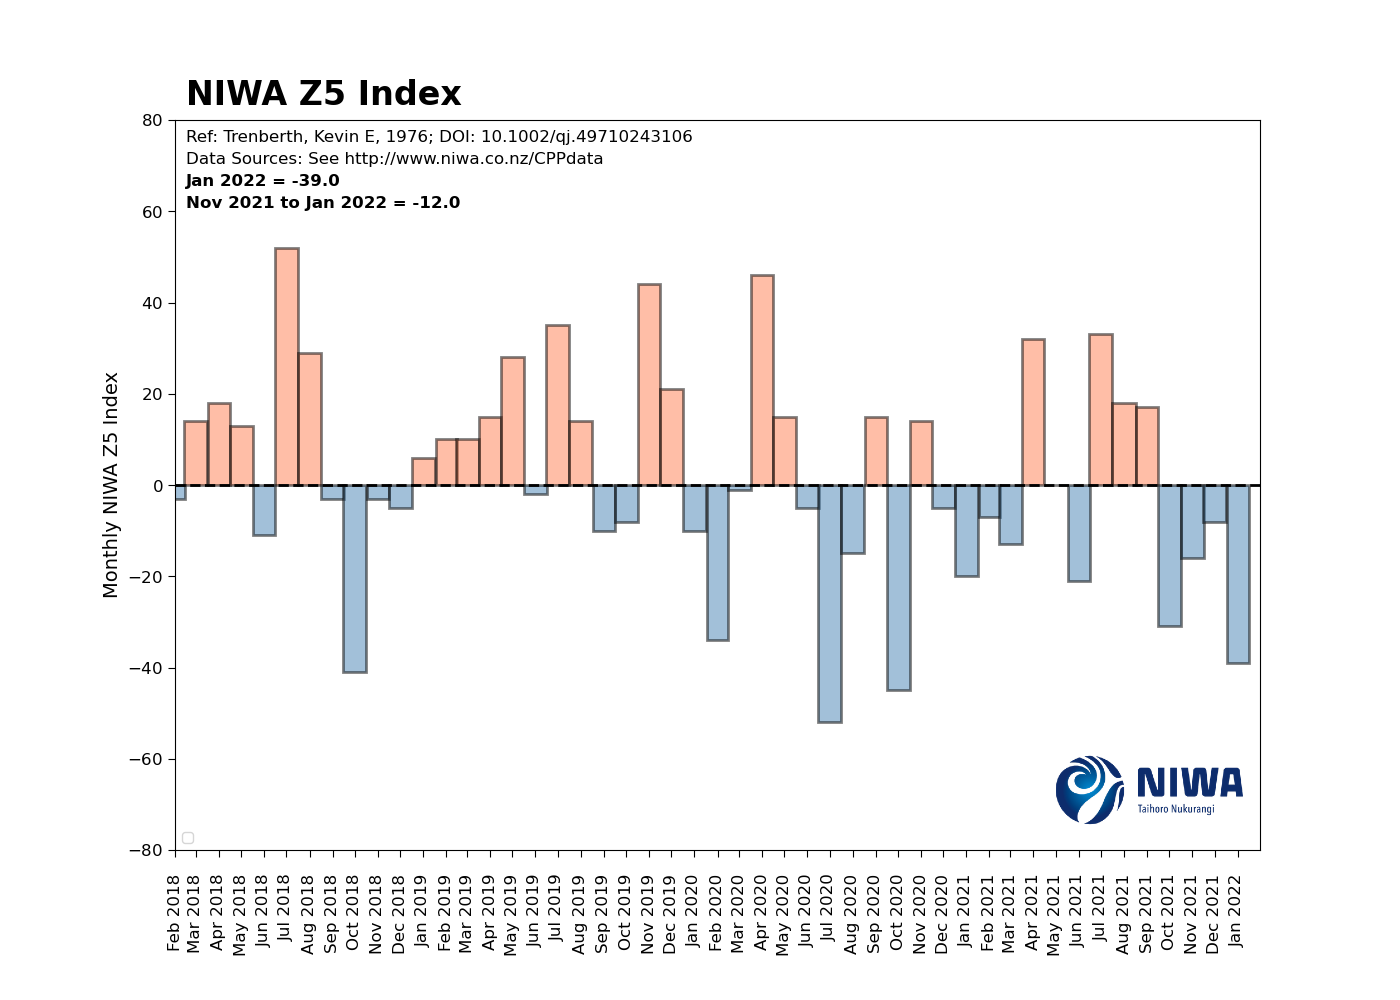 NIWA Z5 Index
Ref: Trenberth, Kevin E, 1976; DOI: 10.1002/qj.49710243106
Data Sources: See http://www.niwa.co.nz/CPPdata
Jan 2022 = -39.0
Nov 2021 to Jan 2022 = -12.0
80
60
40
20
0
−20
−40
−60
−80
Monthly NIWA Z5 Index
NIWA
Taihoro Nukurangi
Feb 2018
Mar 2018
Apr 2018
May 2018
Jun 2018
Jul 2018
Aug 2018
Sep 2018
Oct 2018
Nov 2018
Dec 2018
Jan 2019
Feb 2019
Mar 2019
Apr 2019
May 2019
Jun 2019
Jul 2019
Aug 2019
Sep 2019
Oct 2019
Nov 2019
Dec 2019
Jan 2020
Feb 2020
Mar 2020
Apr 2020
May 2020
Jun 2020
Jul 2020
Aug 2020
Sep 2020
Oct 2020
Nov 2020
Dec 2020
Jan 2021
Feb 2021
Mar 2021
Apr 2021
May 2021
Jun 2021
Jul 2021
Aug 2021
Sep 2021
Oct 2021
Nov 2021
Dec 2021
Jan 2022